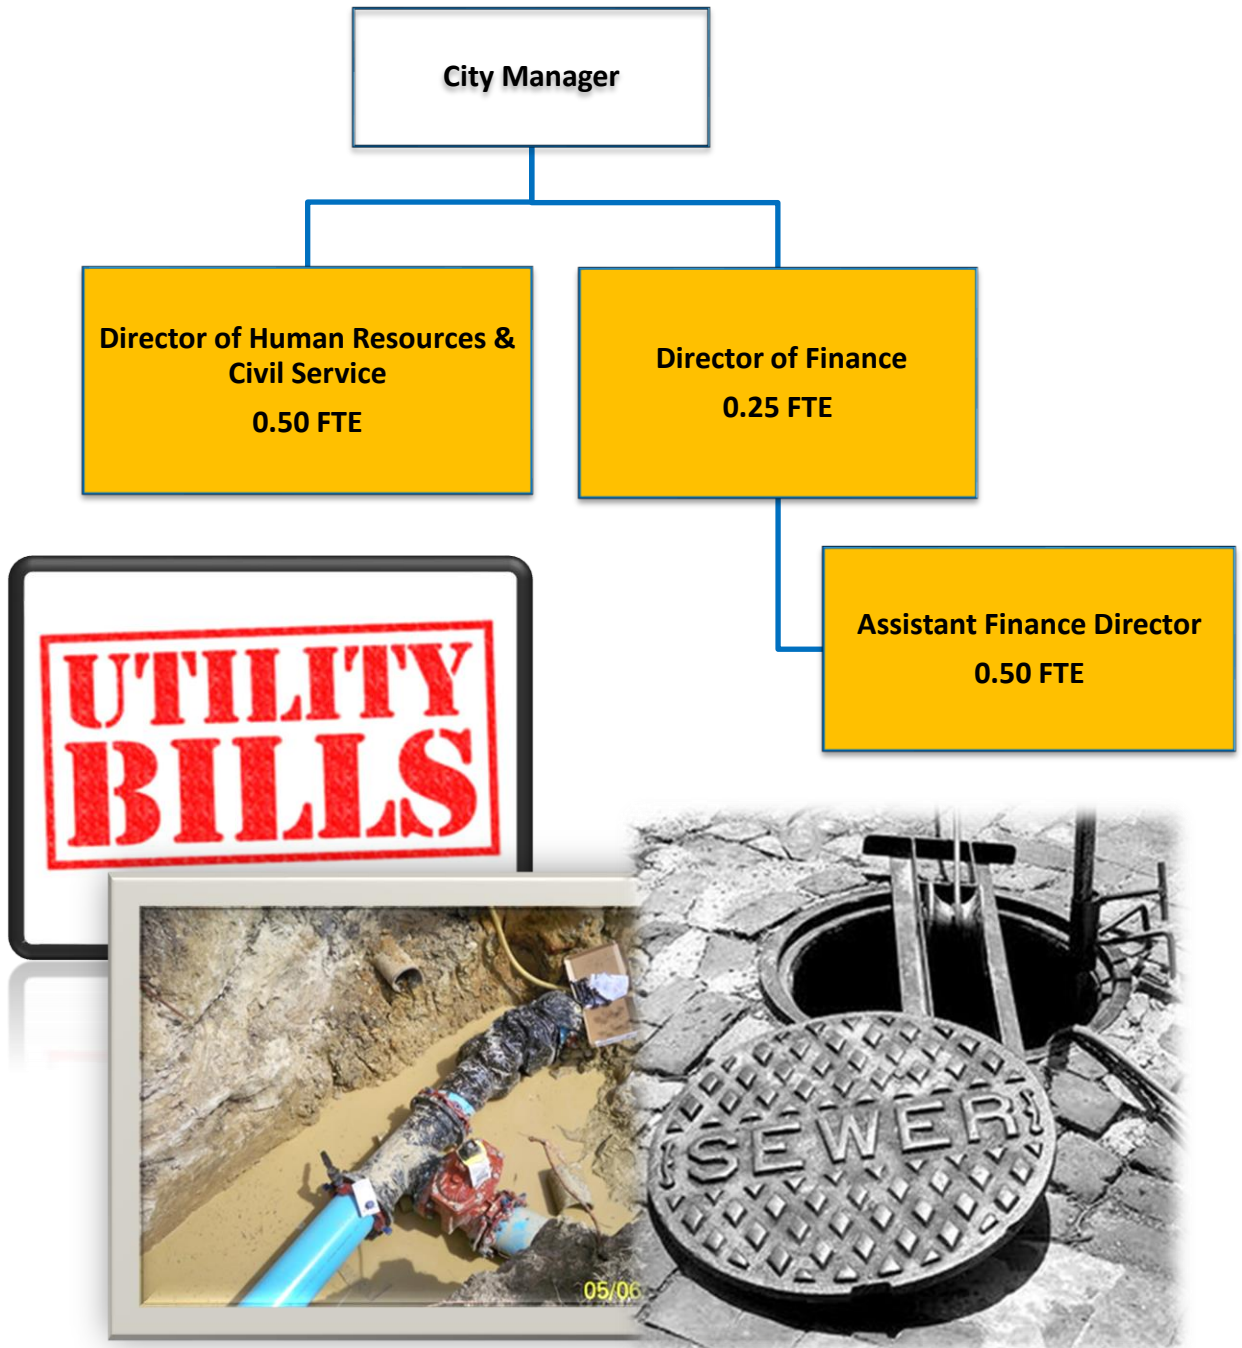 City Manager
Director of Human Resources &
Civil Service
0.50 FTE
Director of Finance
0.25 FTE
Assistant Finance Director
0.50 FTE
UTILITY
BILLS
SEWER
05/06